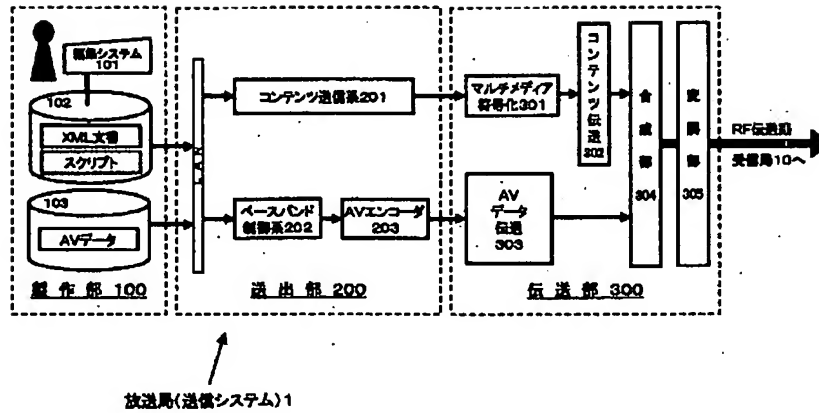 編集システム
101
102
XML文書
スクリプト
103
AVデータ
製 作 部 100
LAN
コンテンツ送信系201
ベースバンド
制御系202
AVエンコーダ
203
送 出 部 200
マルチメディア
符号化301
コンテンツ伝送
302
AV
データ
伝送
303
合成部
304
変調部
305
伝 送 部 300
RF伝送路
受信局10へ
放送局(送信システム)1